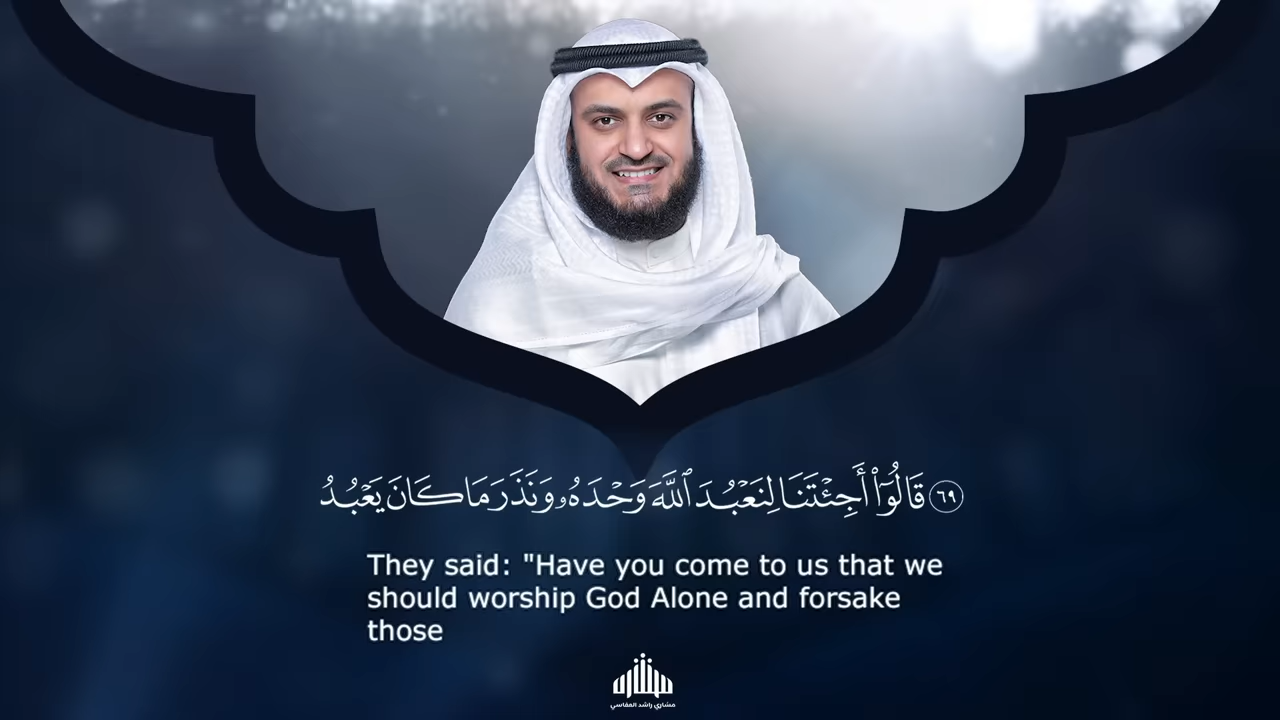 ٦٩ قَالُوٓا۟ أَجِئْتَنَا لِنَعْبُدَ ٱللَّهَ وَحْدَهُۥ وَنَذَرَ مَا كَانَ يَعْبُدُ
They said: "Have you come to us that we
should worship God Alone and forsake
those
مشاري راشد العفاسي